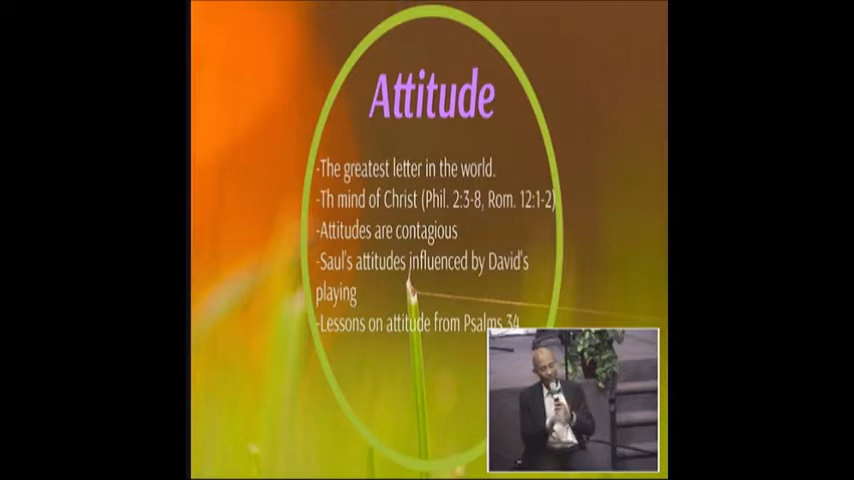 Attitude
-The greatest letter in the world.
-Th mind of Christ (Phil. 2:3-8, Rom. 12:1-2)
-Attitudes are contagious
-Saul's attitudes influenced by David's
playing
-Lessons on attitude from Psalms 34